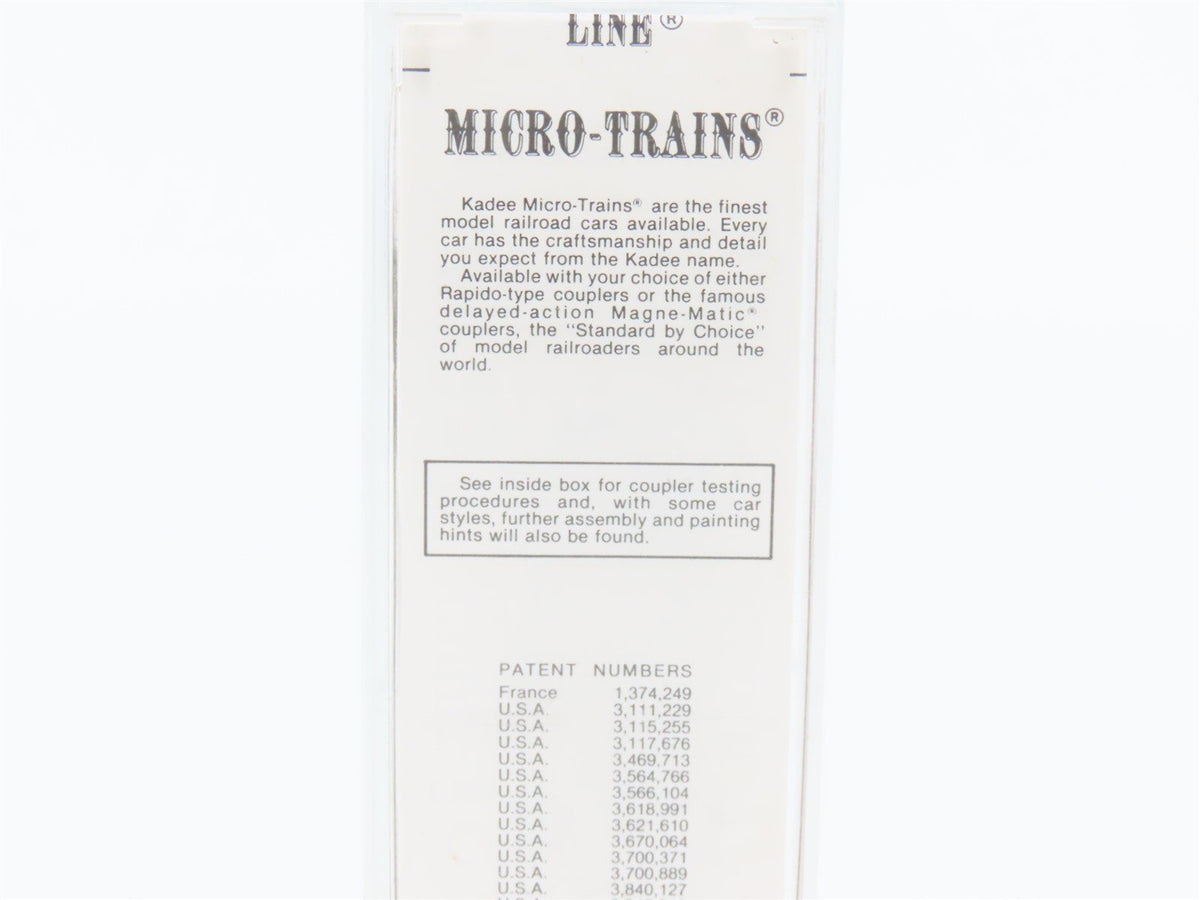 LINE®
MICRO-TRAINS®
Kadee Micro-Trains® are the finest
model railroad cars available. Every
car has the craftsmanship and detail
you expect from the Kadee name.
Available with your choice of either
Rapido-type couplers or the famous
delayed-action Magne-Matic®
couplers, the "Standard by Choice"
of model railroaders around the
world.
See inside box for coupler testing
procedures and, with some car
styles, further assembly and painting
hints will also be found.
PATENT NUMBERS
France 1,374,249
U.S.A. 3,111,229
U.S.A. 3,115,255
U.S.A. 3,117,676
U.S.A. 3,469,713
U.S.A. 3,564,766
U.S.A. 3,566,104
U.S.A. 3,618,991
U.S.A. 3,621,610
U.S.A. 3,670,064
U.S.A. 3,700,371
U.S.A. 3,700,889
U.S.A. 3,840,127